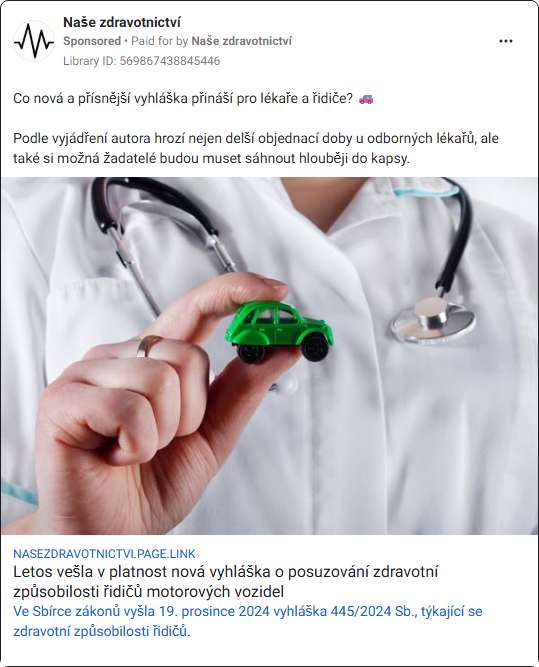 Naše zdravotnictví
Sponsored • Paid for by Naše zdravotnictví
Library ID: 569867438845446
Co nová a přísnější vyhláška přináší pro lékaře a řidiče? 🚗
Podle vyjádření autora hrozí nejen delší objednací doby u odborných lékařů, ale
také si možná žadatelé budou muset sáhnout hlouběji do kapsy.
NASEZDRAVOTNICTVI.PAGE.LINK
Letos vešla v platnost nová vyhláška o posuzování zdravotní
způsobilosti řidičů motorových vozidel
Ve Sbírce zákonů vyšla 19. prosince 2024 vyhláška 445/2024 Sb., týkající se
zdravotní způsobilosti řidičů.